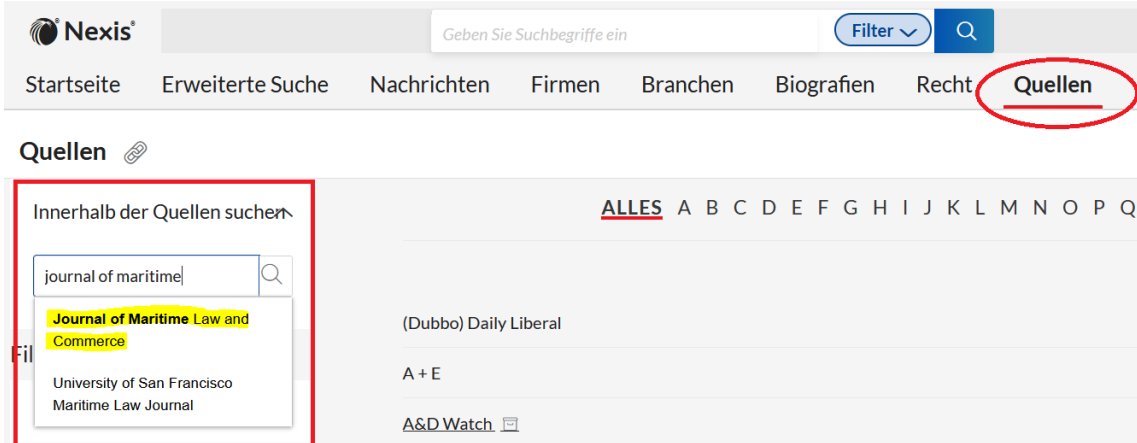 Nexis®
Geben Sie Suchbegriffe ein
Filter
Startseite Erweiterte Suche Nachrichten Firmen Branchen Biografien Recht Quellen
Quellen
Innerhalb der Quellen suchen
ALLES A B C D E F G H I J K L M N O P Q
journal of maritime
Journal of Maritime Law and
Commerce
(Dubbo) Daily Liberal
Fil
A + E
University of San Francisco
Maritime Law Journal
A&D Watch